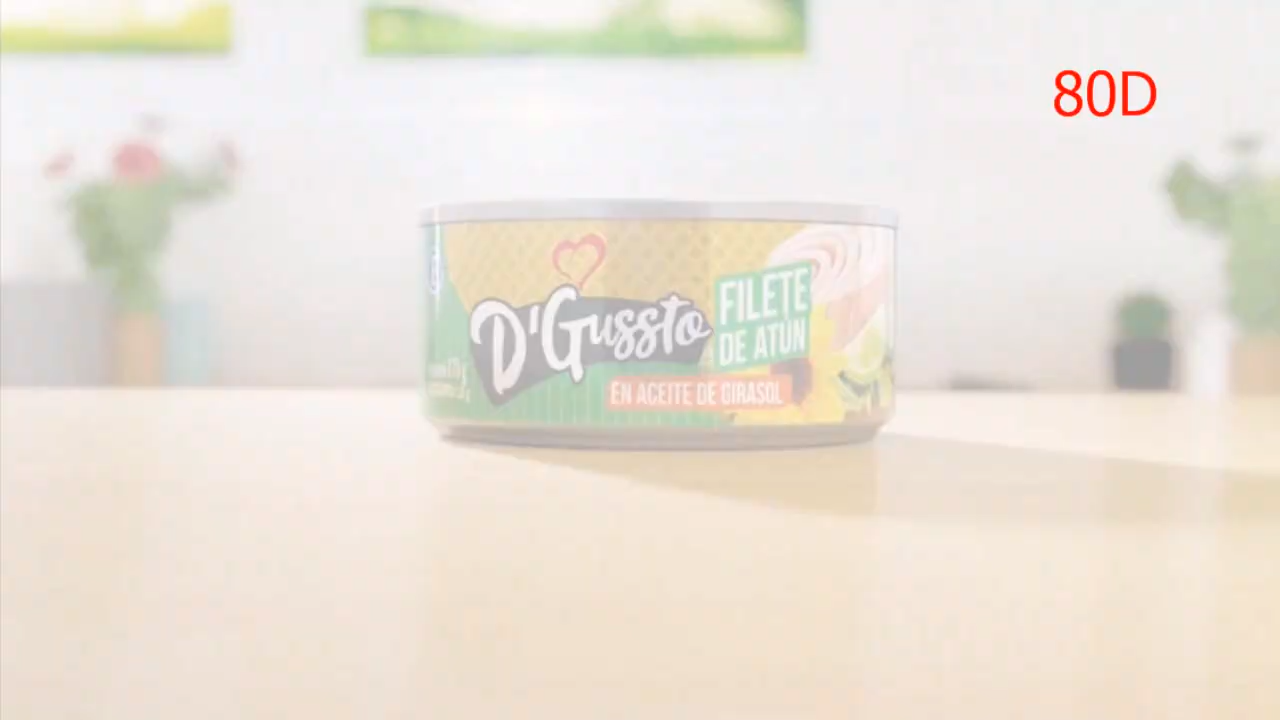 80D
D'Gussto
FILETE
DE ATUN
EN ACEITE DE GIRASOL